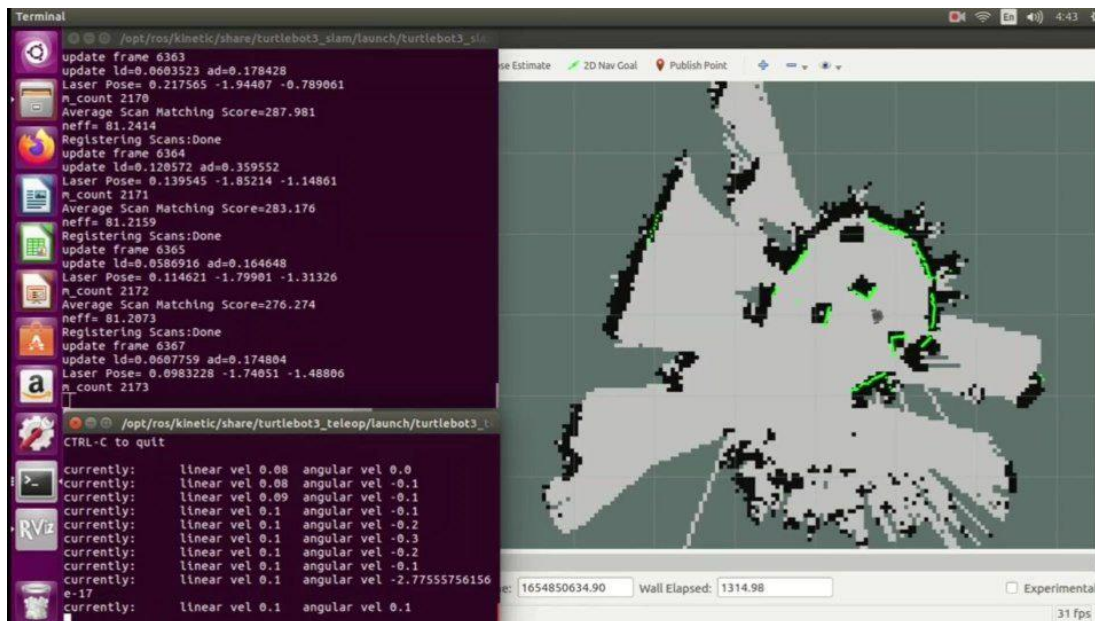 Terminal
En
4:43
/opt/ros/kinetic/share/turtlebot3_slam/launch/turtlebot3_sla
update frame 6363
update ld=0.0603523 ad=0.178428
Laser Pose= 0.217565 -1.94407 -0.789061
m_count 2170
Average Scan Matching Score=287.981
neff= 81.2414
Registering Scans:Done
update frame 6364
update ld=0.120572 ad=0.359552
Laser Pose= 0.139545 -1.85214 -1.14861
m_count 2171
Average Scan Matching Score=283.176
neff= 81.2159
Registering Scans:Done
update frame 6365
update ld=0.0586916 ad=0.164648
Laser Pose= 0.114621 -1.79901 -1.31326
m_count 2172
Average Scan Matching Score=276.274
neff= 81.2073
Registering Scans:Done
update frame 6367
update ld=0.0607759 ad=0.174804
Laser Pose= 0.0983228 -1.74051 -1.48806
m_count 2173
/opt/ros/kinetic/share/turtlebot3_teleop/launch/turtlebot3_t
CTRL-C to quit
currently: linear vel 0.08 angular vel 0.0
currently: linear vel 0.08 angular vel -0.1
currently: linear vel 0.09 angular vel -0.1
currently: linear vel 0.1 angular vel -0.1
currently: linear vel 0.1 angular vel -0.2
currently: linear vel 0.1 angular vel -0.3
currently: linear vel 0.1 angular vel -0.2
currently: linear vel 0.1 angular vel -0.1
currently: linear vel 0.1 angular vel -2.77555756156
e-17
currently: linear vel 0.1 angular vel 0.1
a
RViz
se Estimate 2D Nav Goal Publish Point
e: 1654850634.90 Wall Elapsed: 1314.98 Experimental
31 fps